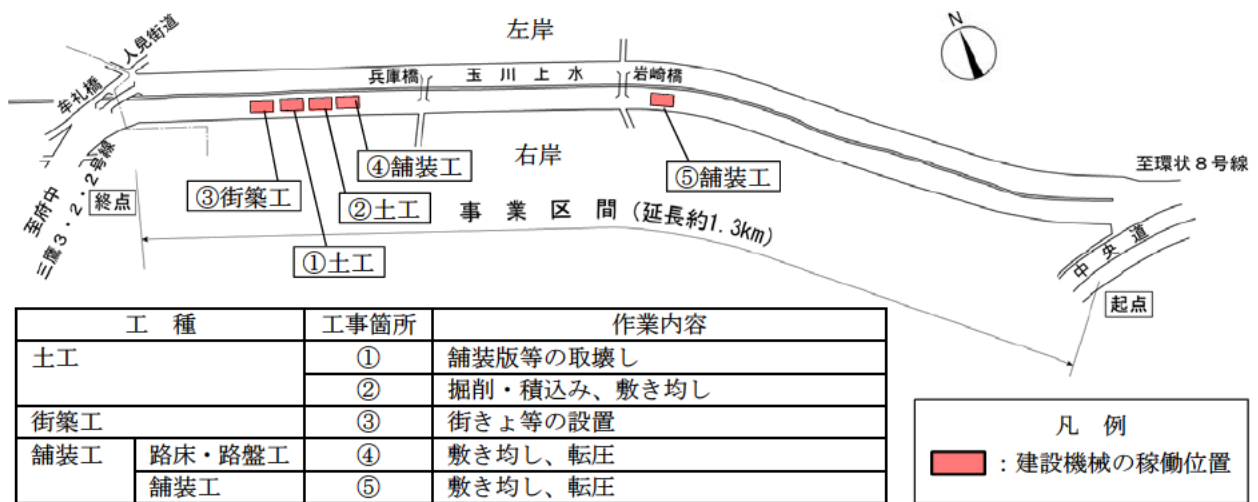 左岸
N
人見街道
牟礼橋
兵庫橋
玉川上水
岩崎橋
④舗装工
右岸
⑤舗装工
至環状8号線
③街築工
②土工
至府中
三鷹3・2・2号線
終点
事業区間(延長約1.3km)
①土工
中央道
起点
工種 工事箇所 作業内容
土工 ① 舗装版等の取壊し
② 掘削・積込み、敷き均し
街築工 ③ 街きょ等の設置
舗装工 路床・路盤工 ④ 敷き均し、転圧
舗装工 ⑤ 敷き均し、転圧
凡例
:建設機械の稼働位置